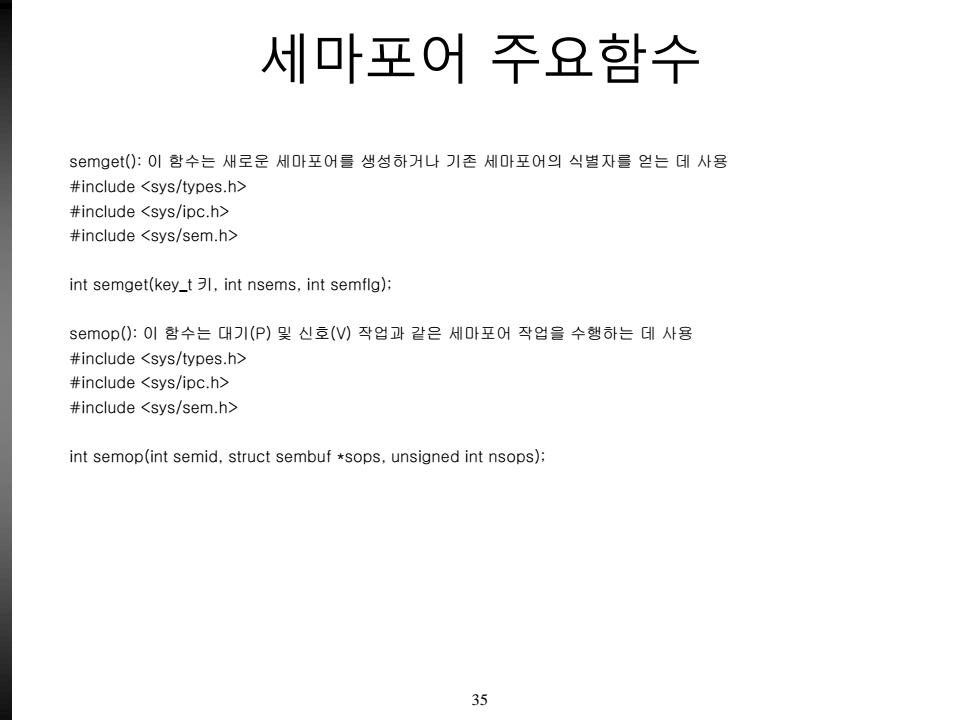 세마포어 주요함수
semget(): 이 함수는 새로운 세마포어를 생성하거나 기존 세마포어의 식별자를 얻는 데 사용
#include <sys/types.h>
#include <sys/ipc.h>
#include <sys/sem.h>
int semget(key_t 키, int nsems, int semflg);
semop(): 이 함수는 대기(P) 및 신호(V) 작업과 같은 세마포어 작업을 수행하는 데 사용
#include <sys/types.h>
#include <sys/ipc.h>
#include <sys/sem.h>
int semop(int semid, struct sembuf *sops, unsigned int nsops);
35